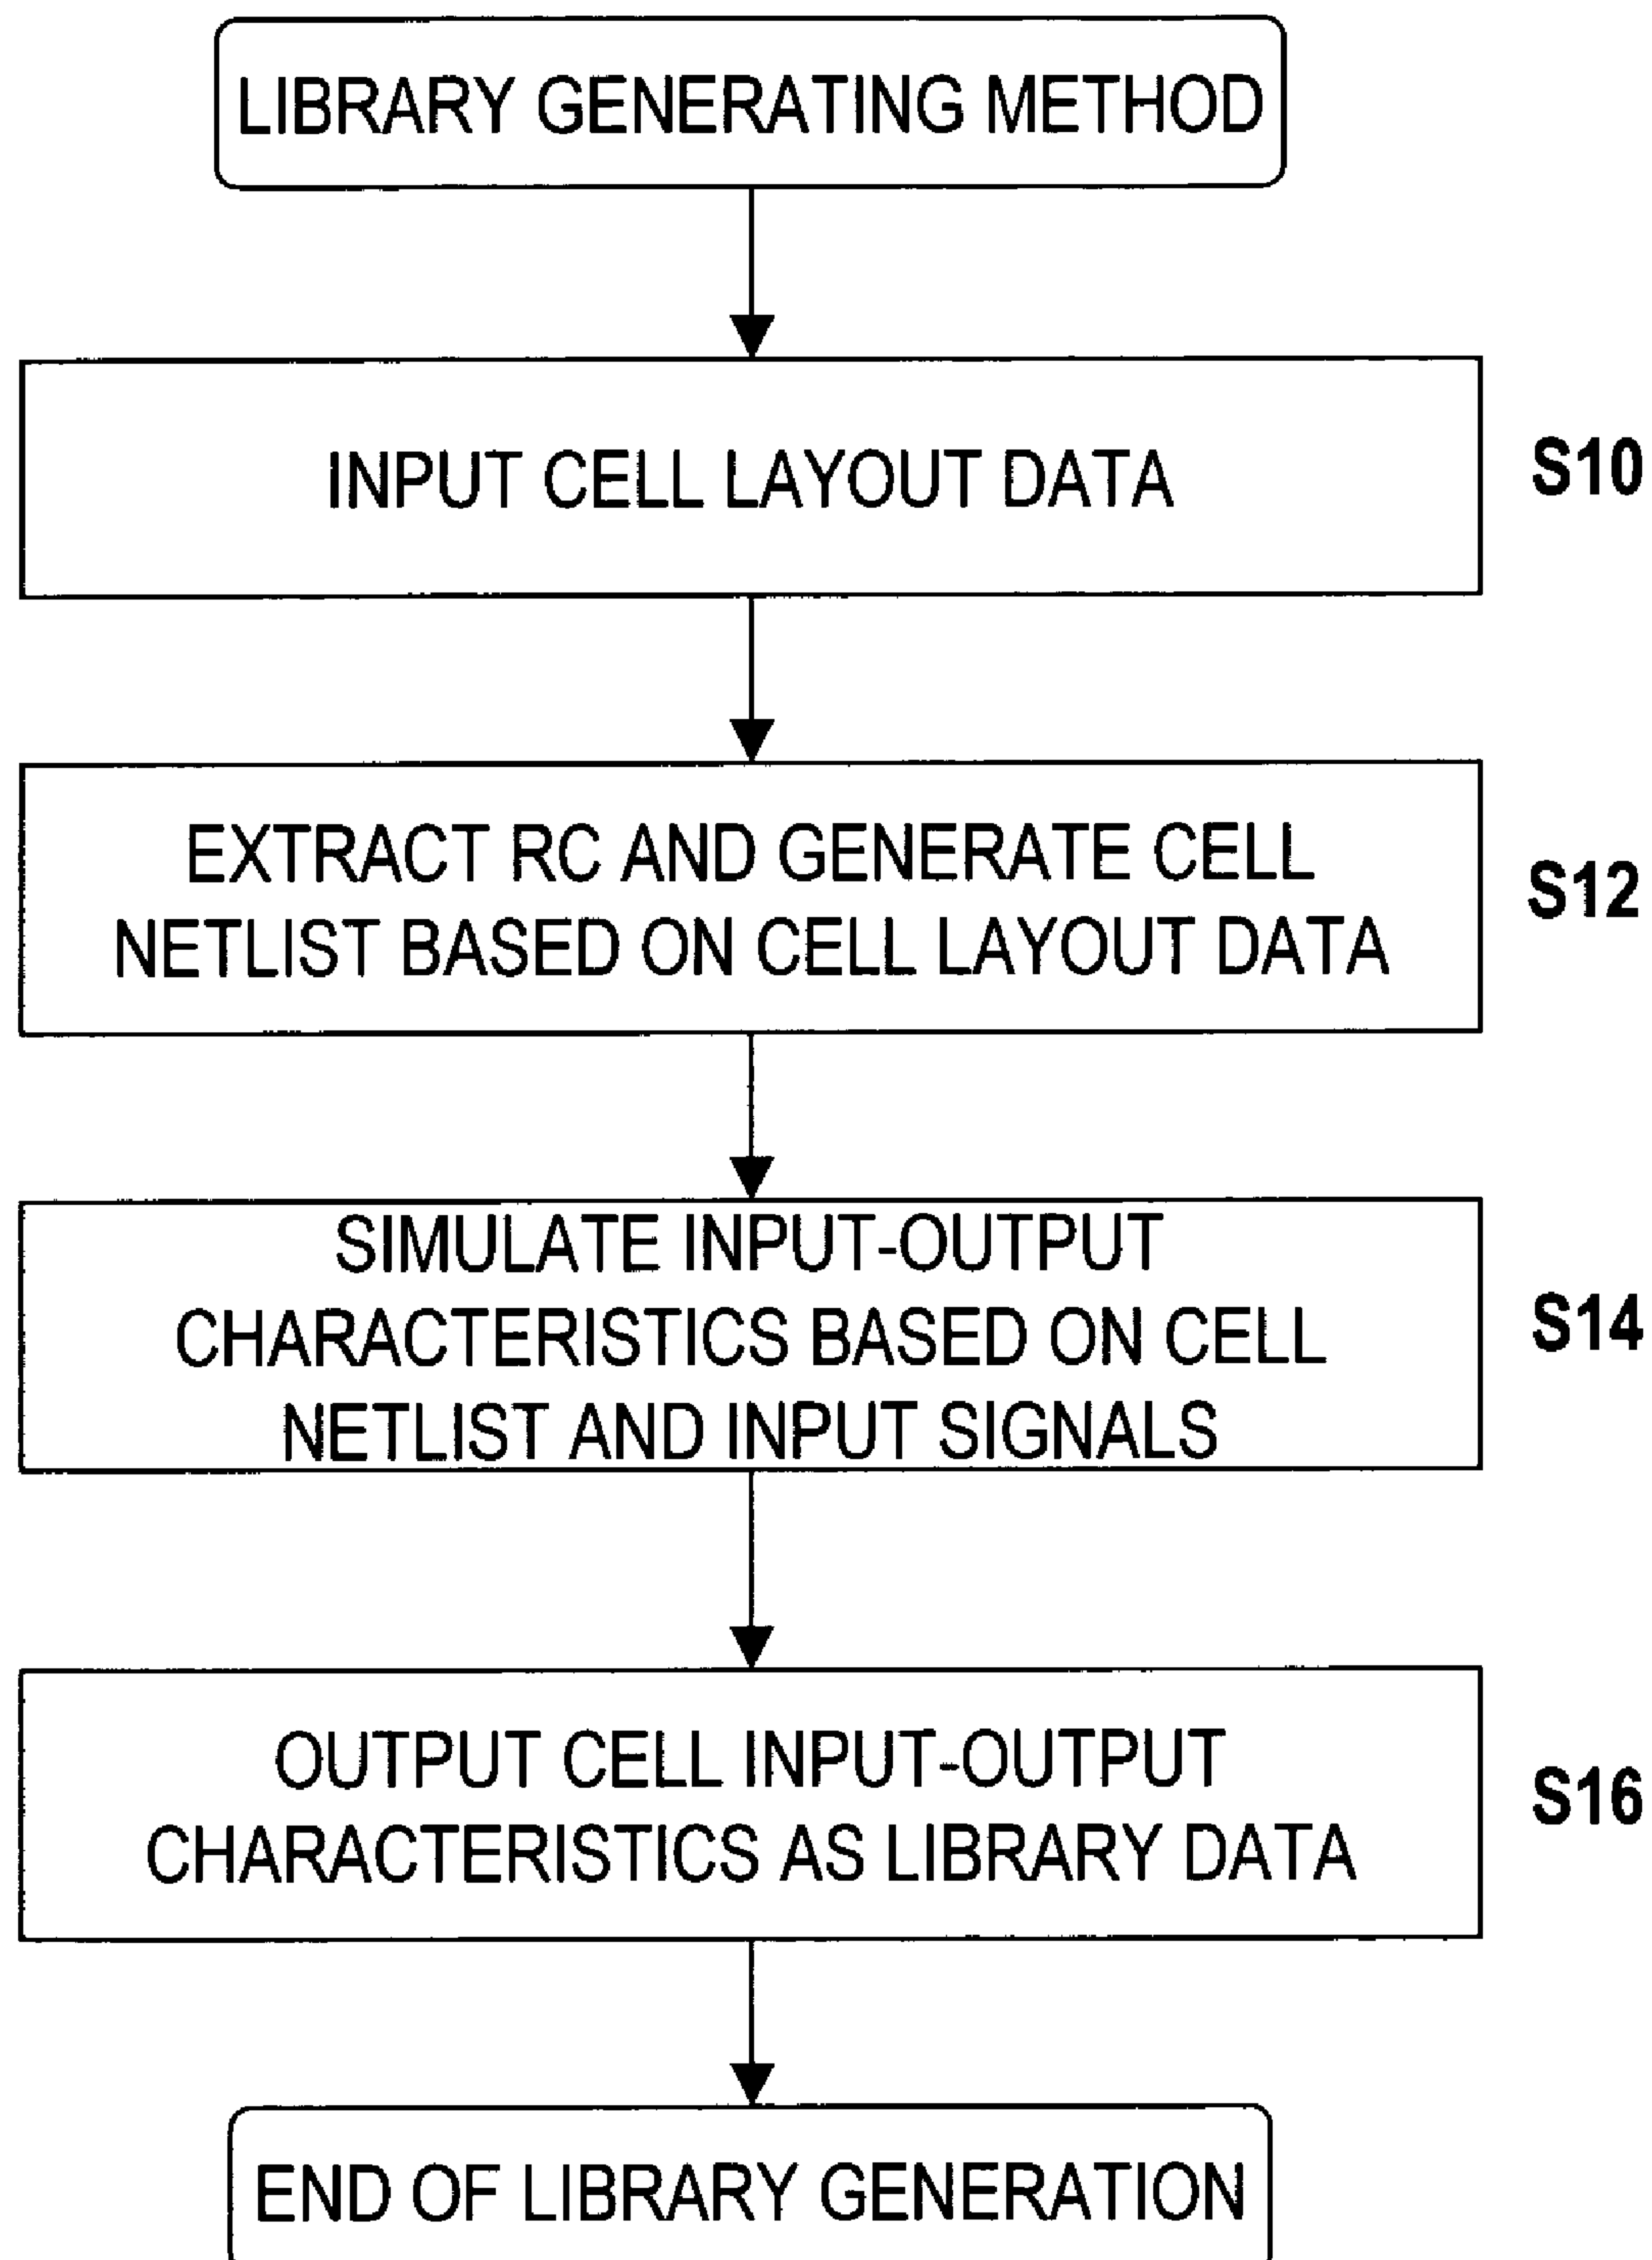 LIBRARY GENERATING METHOD
INPUT CELL LAYOUT DATA
S10
EXTRACT RC AND GENERATE CELL
NETLIST BASED ON CELL LAYOUT DATA
S12
SIMULATE INPUT-OUTPUT
CHARACTERISTICS BASED ON CELL
NETLIST AND INPUT SIGNALS
S14
OUTPUT CELL INPUT-OUTPUT
CHARACTERISTICS AS LIBRARY DATA
S16
END OF LIBRARY GENERATION